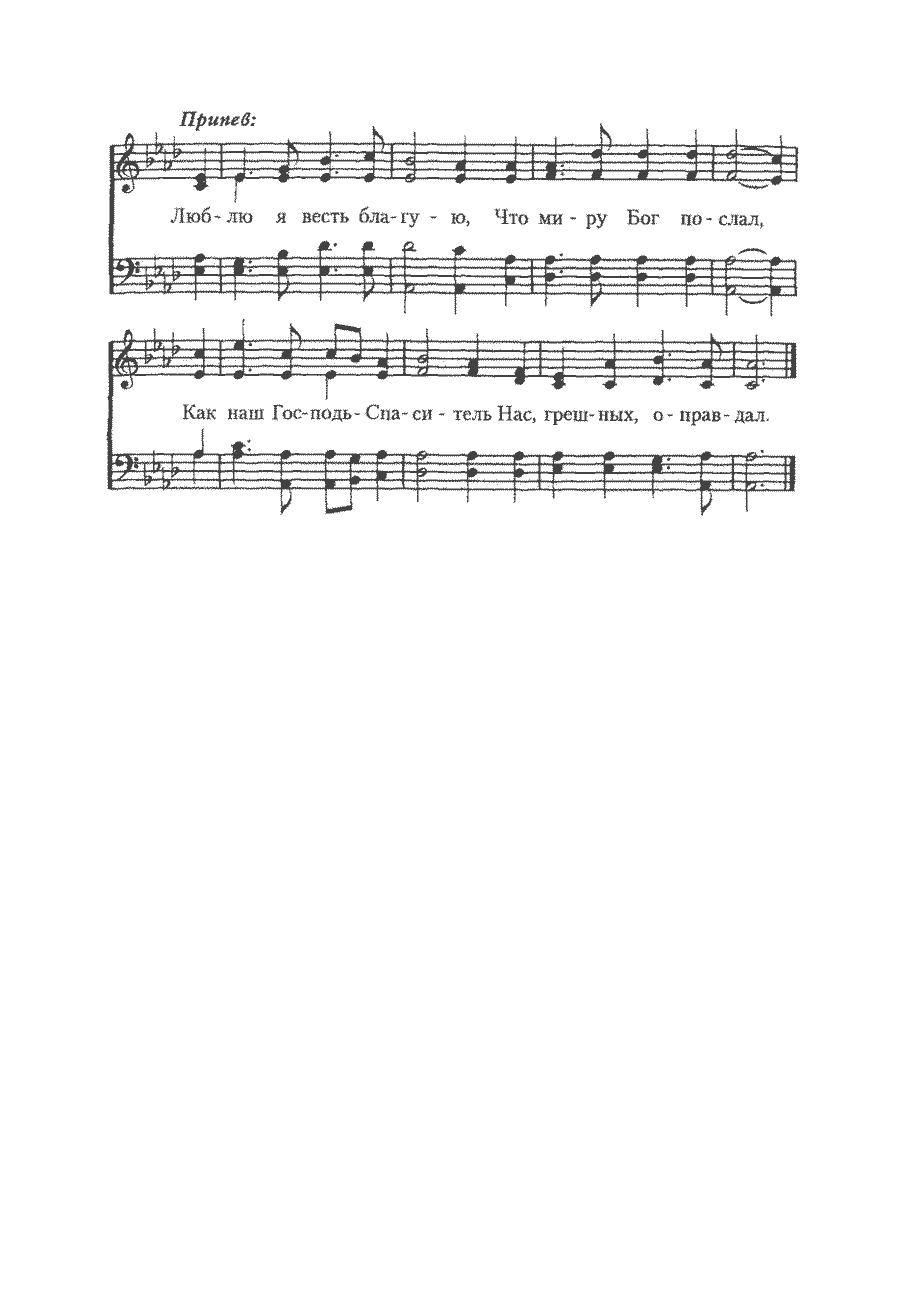 Припев:
Люб- лю я весть бла- гу - ю, Что ми - ру Бог по - слал,
Как наш Гос- подь- Спа- си - тель Нас, греш- ных, о - прав- дал.